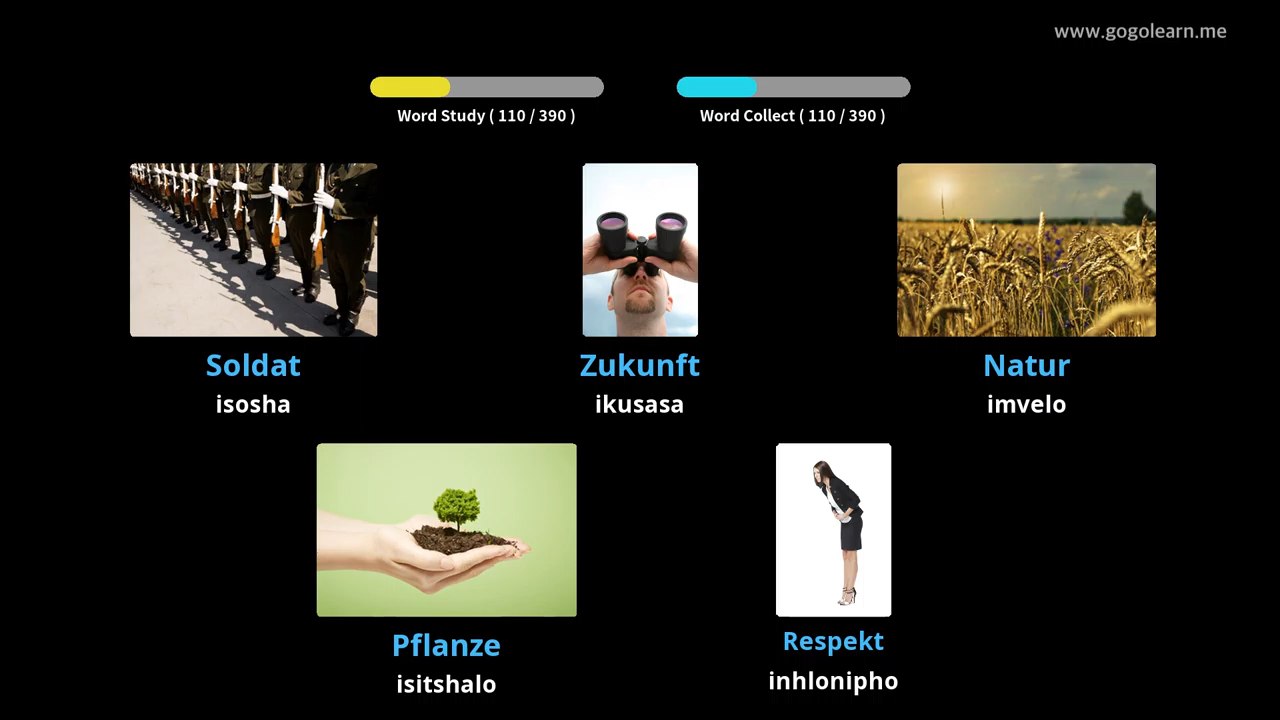 www.gogolearn.me
Word Study ( 110 / 390 )
Word Collect ( 110 / 390 )
Soldat
isosha
Zukunft
ikusasa
Natur
imvelo
Pflanze
isitshalo
Respekt
inhlonipho